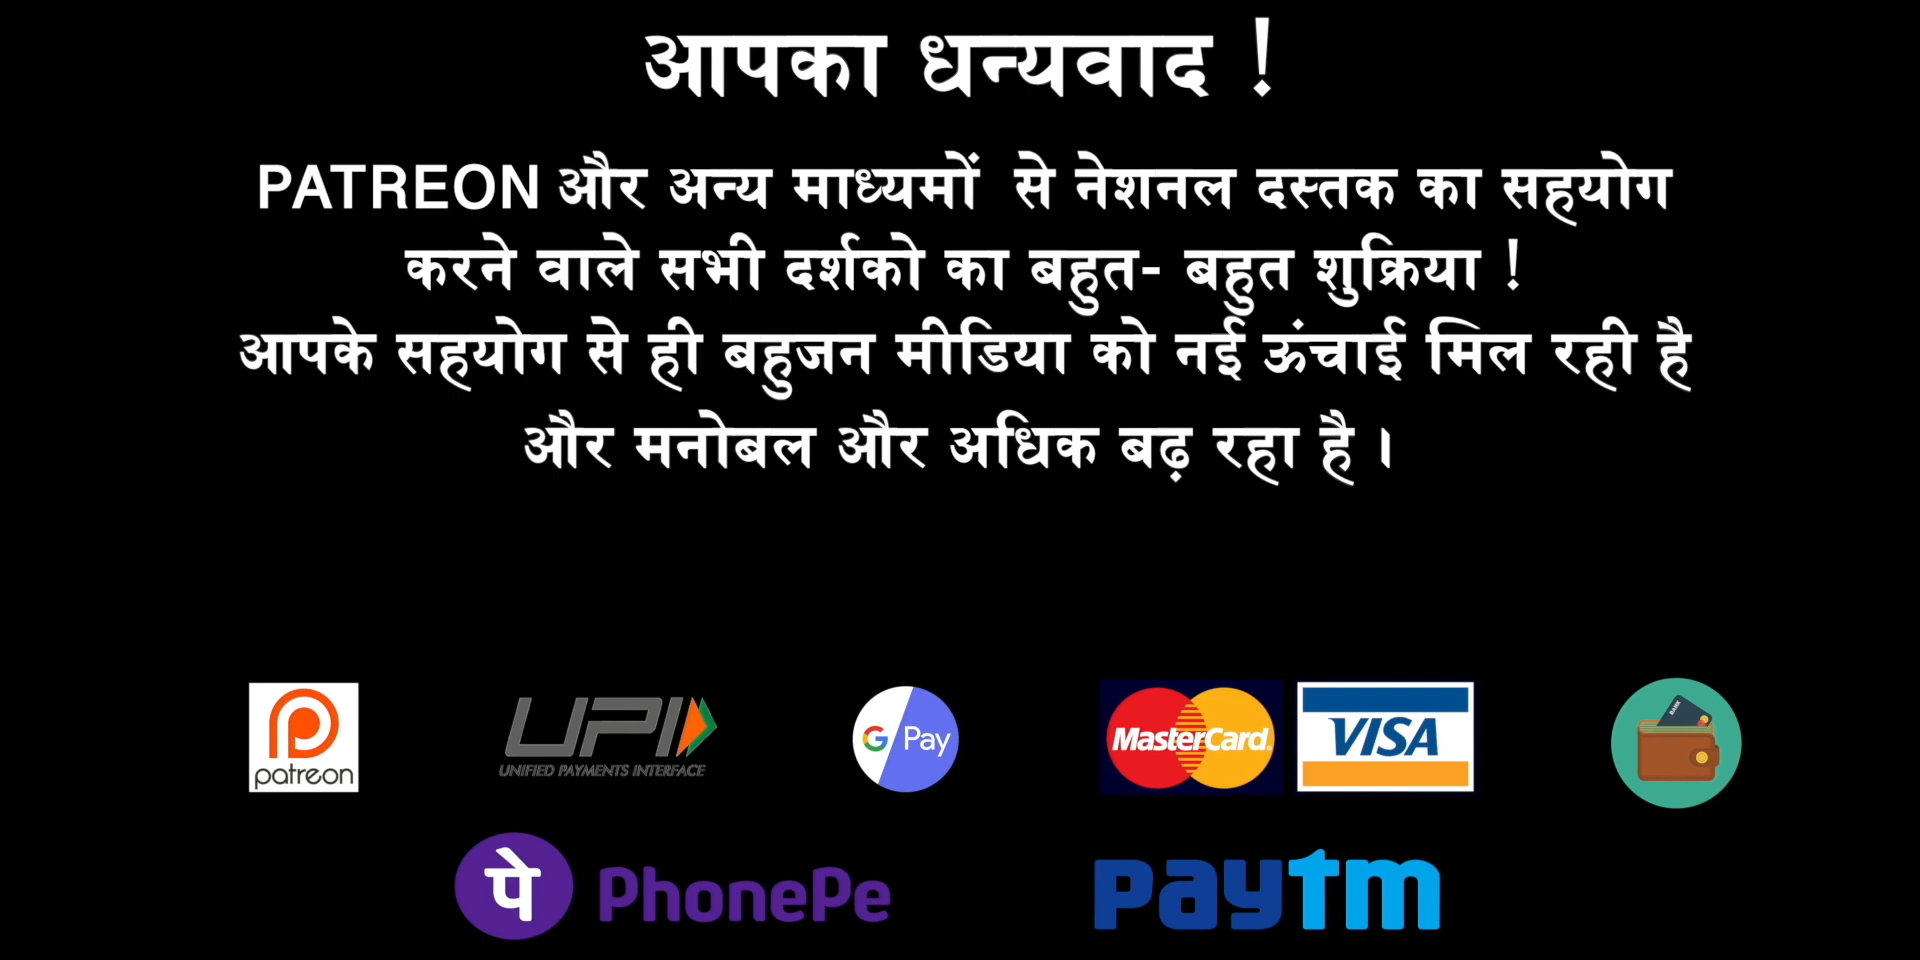 आपका धन्यवाद !
PATREON और अन्य माध्यमों से नेशनल दस्तक का सहयोग
करने वाले सभी दर्शको का बहुत- बहुत शुक्रिया !
आपके सहयोग से ही बहुजन मीडिया को नई ऊंचाई मिल रही है
और मनोबल और अधिक बढ़ रहा है ।
patreon
UPI
UNIFIED PAYMENTS INTERFACE
G Pay
MasterCard
VISA
BANK
पे PhonePe
paytm